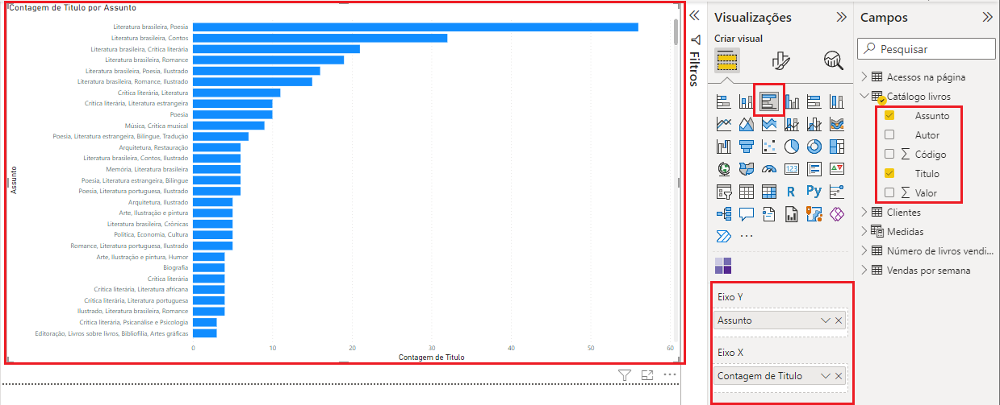 Contagem de Titulo por Assunto
Literatura brasileira, Poesia
Literatura brasileira, Contos
Literatura brasileira, Crítica literária
Literatura brasileira, Romance
Literatura brasileira, Poesia, Ilustrado
Literatura brasileira, Romance, Ilustrado
Crítica literária, Literatura
Crítica literária, Literatura estrangeira
Poesia
Música, Crítica musical
Poesia, Literatura estrangeira, Bilíngue, Tradução
Arquitetura, Restauração
Literatura brasileira, Contos, Ilustrado
Memória, Literatura brasileira
Poesia, Literatura estrangeira, Bilíngue
Poesia, Literatura portuguesa, Ilustrado
Arquitetura, Ilustrado
Arte, Ilustração e pintura
Literatura brasileira, Crônicas
Política, Economia, Cultura
Romance, Literatura portuguesa, Ilustrado
Arte, Ilustração e pintura, Humor
Biografia
Crítica literária
Crítica literária, Literatura africana
Crítica literária, Literatura portuguesa
Ilustrado, Literatura brasileira, Romance
Crítica literária, Psicanálise e Psicologia
Editoração, Livros sobre livros, Bibliofilia, Artes gráficas
Assunto
0 10 20 30 40 50 60
Contagem de Titulo
Filtros
Visualizações
Criar visual
123
R
Py
Eixo Y
Assunto
Eixo X
Contagem de Titulo
Campos
Pesquisar
Acessos na página
Catálogo livros
Assunto
Autor
∑ Código
Titulo
∑ Valor
Clientes
Medidas
Número de livros vendi...
Vendas por semana